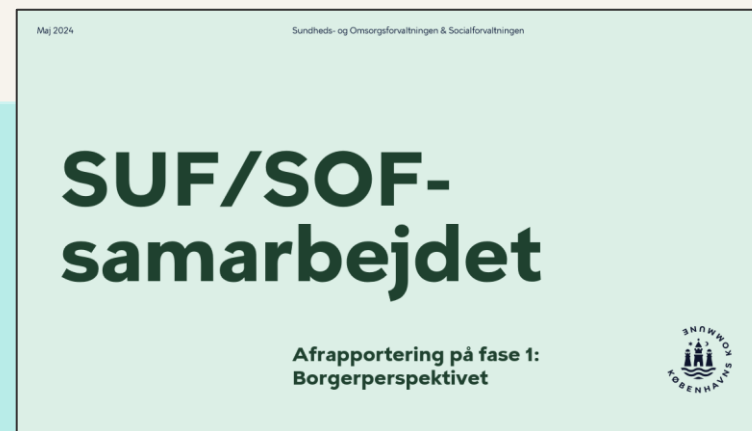 Maj 2024
Sundheds- og Omsorgsforvaltningen & Socialforvaltningen
SUF/SOF-
samarbejdet
Afrapportering på fase 1:
Borgerperspektivet
KØBENHAVNS KOMMUNE